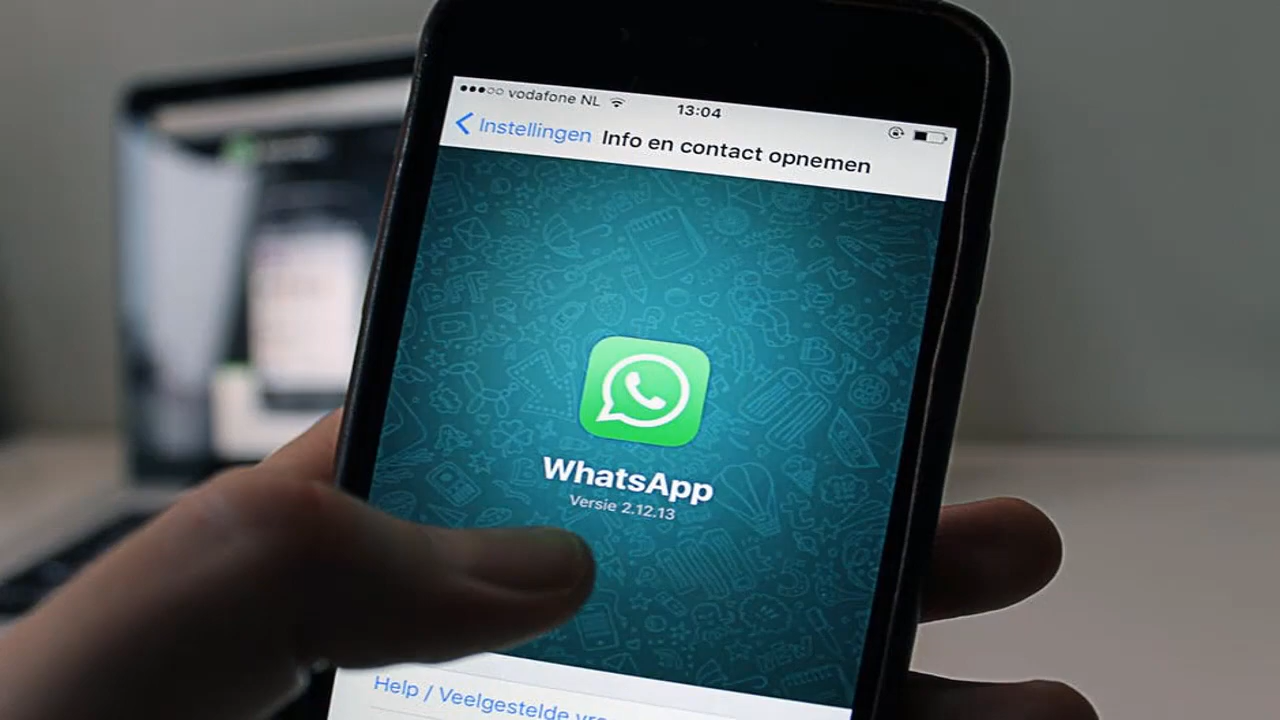 vodafone NL 13:04
Instellingen Info en contact opnemen
WhatsApp
Versie 2.12.13
Help / Veelgestelde